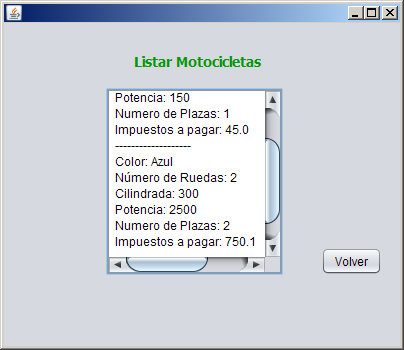 Listar Motocicletas
Potencia: 150
Numero de Plazas: 1
Impuestos a pagar: 45.0
-------------------
Color: Azul
Número de Ruedas: 2
Cilindrada: 300
Potencia: 2500
Numero de Plazas: 2
Impuestos a pagar: 750.1
Volver